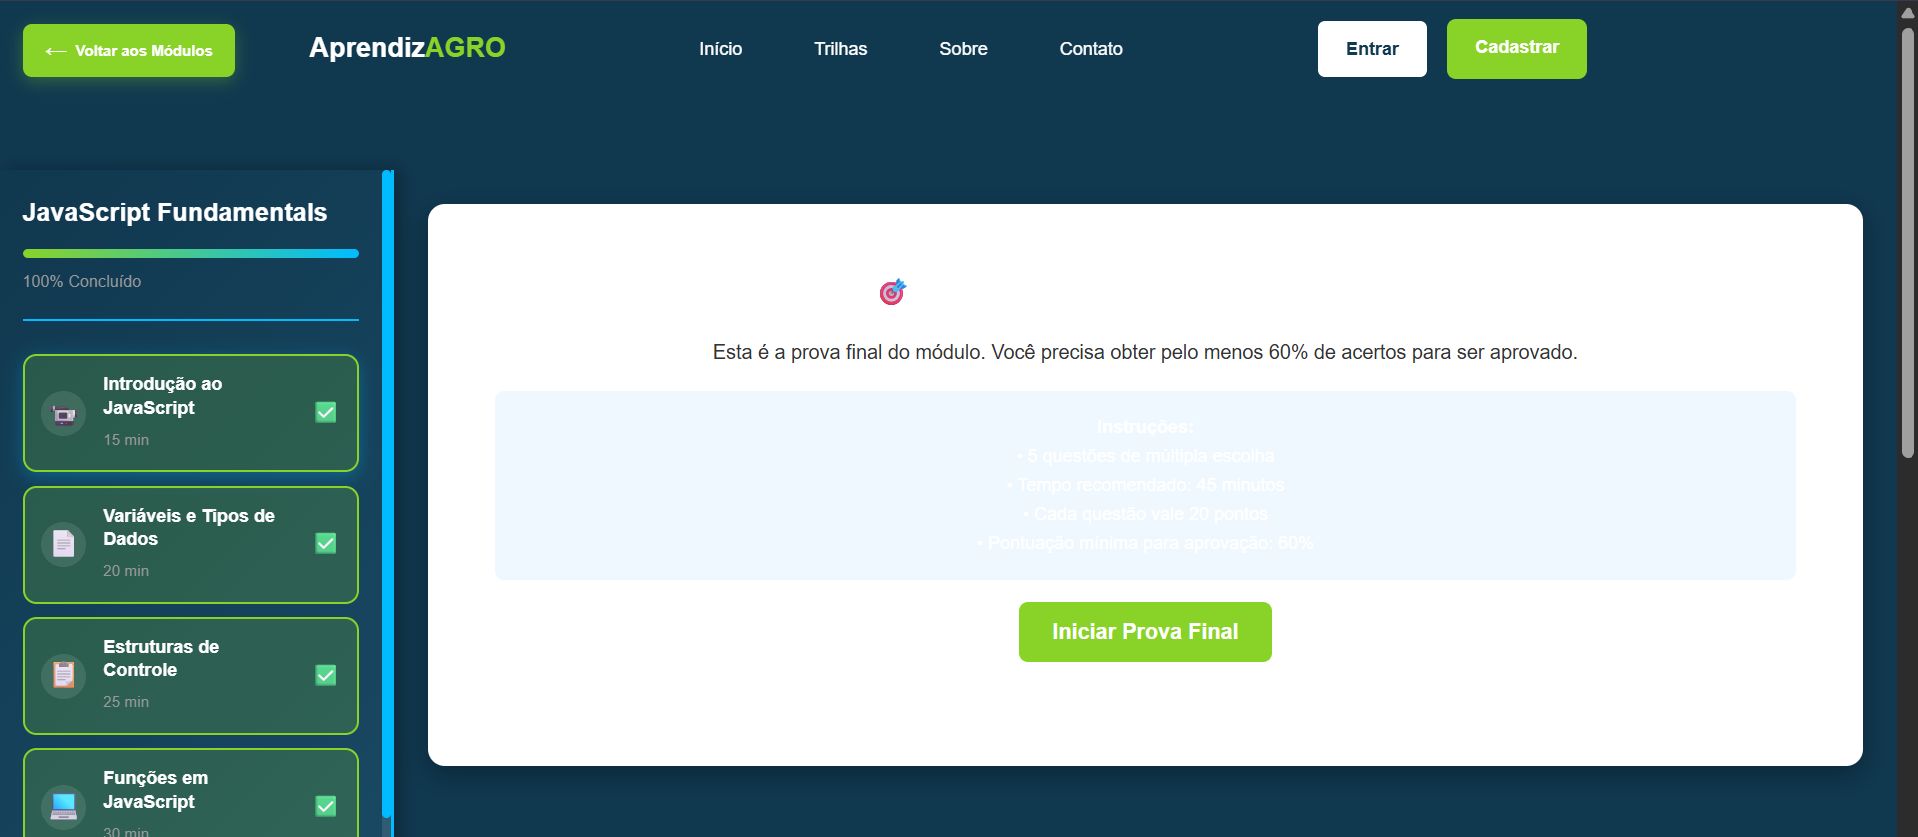 ← Voltar aos Módulos
AprendizAGRO
Início
Trilhas
Sobre
Contato
Entrar
Cadastrar
JavaScript Fundamentals
100% Concluído
Introdução ao
JavaScript
15 min
Variáveis e Tipos de
Dados
20 min
Estruturas de
Controle
25 min
Funções em
JavaScript
30 min
Esta é a prova final do módulo. Você precisa obter pelo menos 60% de acertos para ser aprovado.
Instruções:
• 5 questões de múltipla escolha
• Tempo recomendado: 45 minutos
• Cada questão vale 20 pontos
• Pontuação mínima para aprovação: 60%
Iniciar Prova Final